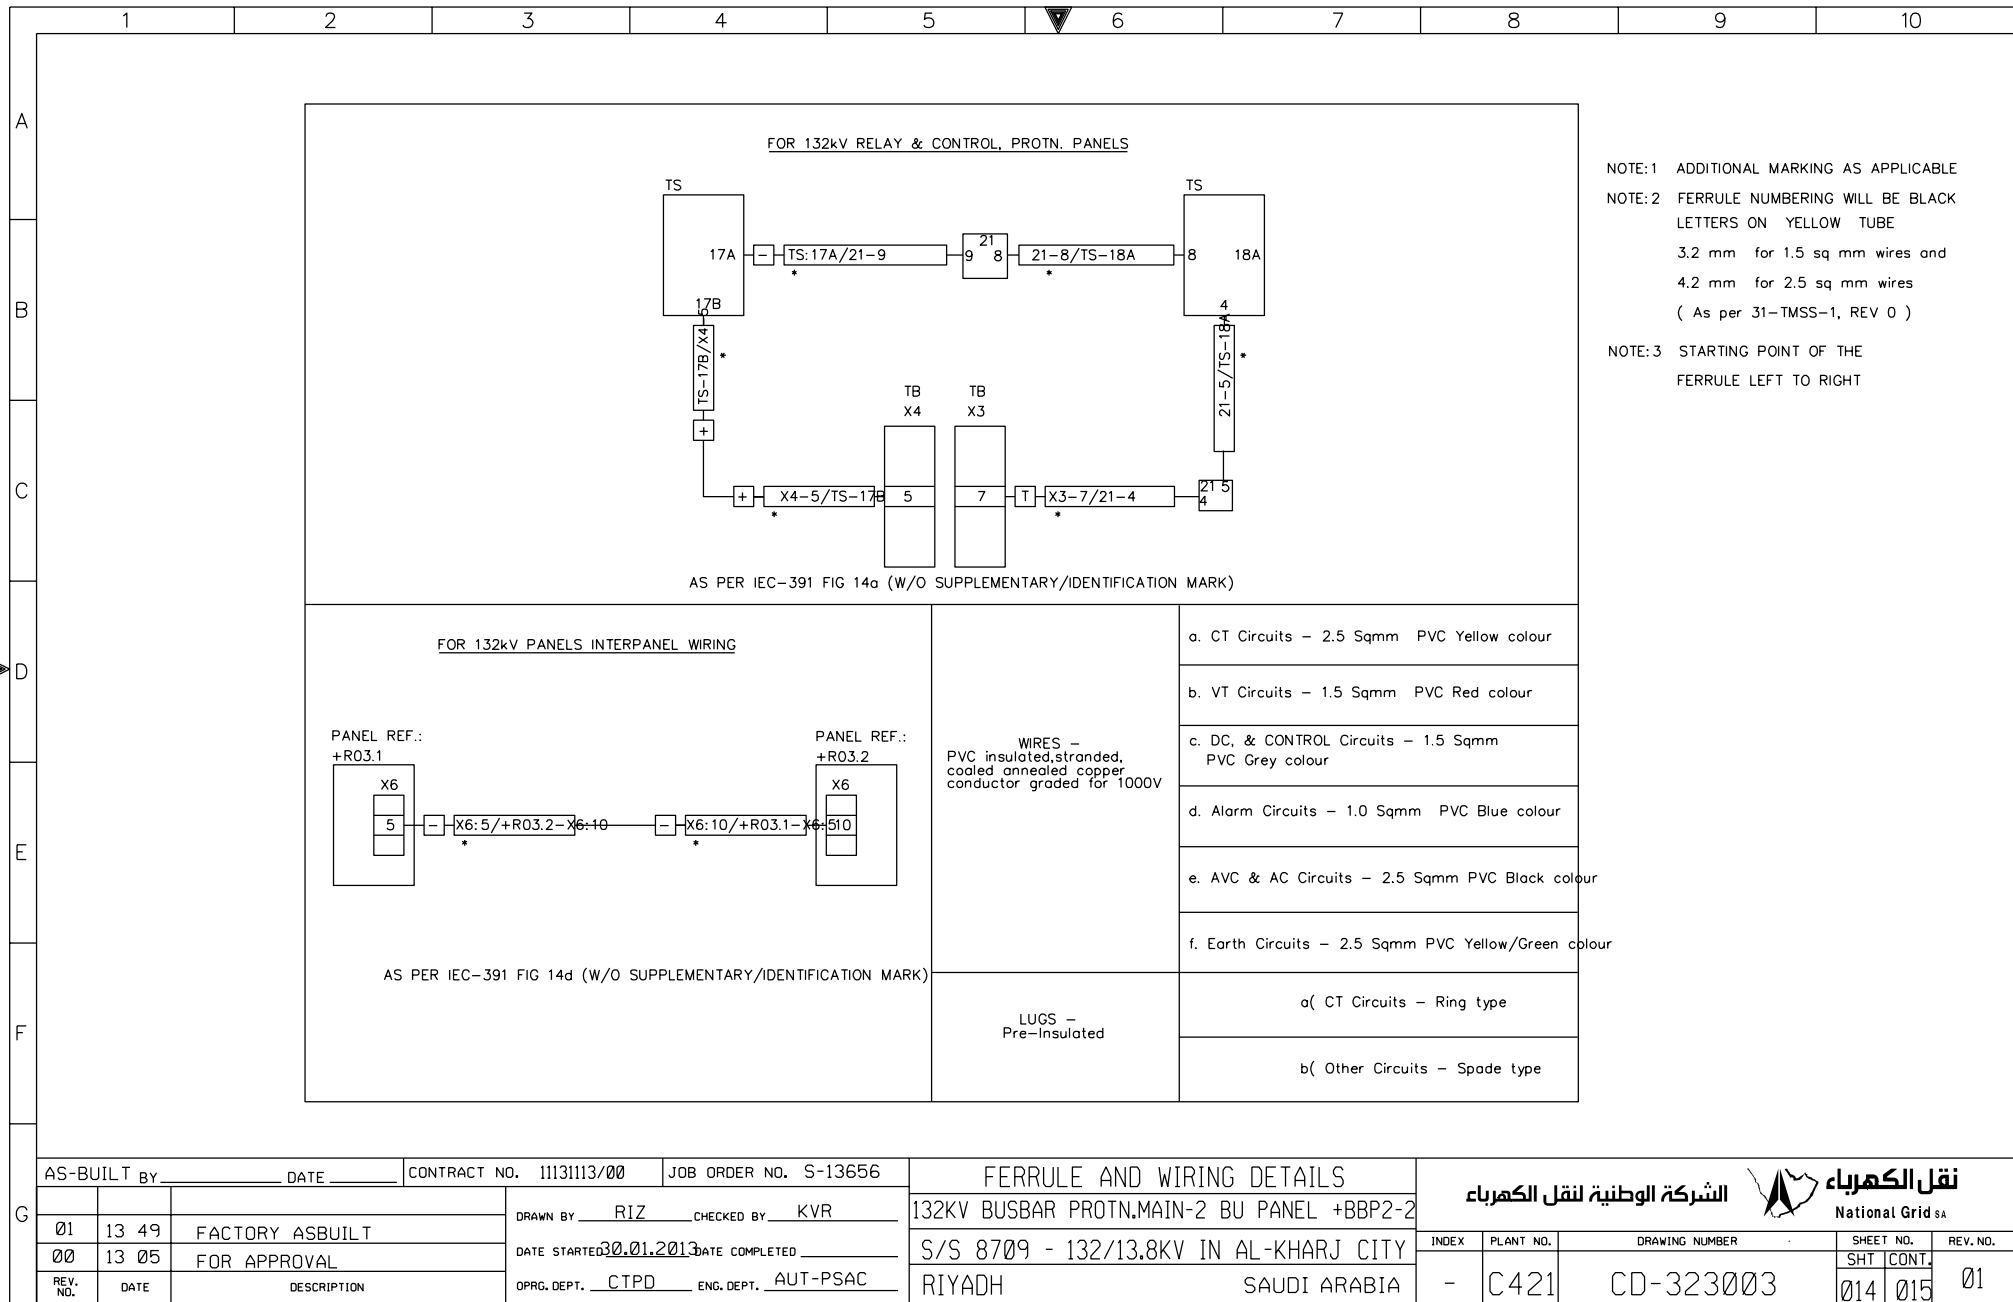 1 2 3 4 5 6 7 8 9 10
A
B
C
D
E
F
G
FOR 132kV RELAY & CONTROL, PROTN. PANELS
TS
17A
17B
- TS:17A/21-9
*
21
9 8
21-8/TS-18A
*
TS
8 18A
4
TS-17B/X4 5
*
+
21-5/TS-18A
*
TB
X4
TB
X3
+ X4-5/TS-17B 5
*
7 T X3-7/21-4
*
21 5
4
AS PER IEC-391 FIG 14a (W/O SUPPLEMENTARY/IDENTIFICATION MARK)
NOTE:1 ADDITIONAL MARKING AS APPLICABLE
NOTE:2 FERRULE NUMBERING WILL BE BLACK
LETTERS ON YELLOW TUBE
3.2 mm for 1.5 sq mm wires and
4.2 mm for 2.5 sq mm wires
( As per 31-TMSS-1, REV 0 )
NOTE:3 STARTING POINT OF THE
FERRULE LEFT TO RIGHT
FOR 132kV PANELS INTERPANEL WIRING
PANEL REF.:
+R03.1
X6
5 - X6:5/+R03.2-X6:10
*
- X6:10/+R03.1-X6:5
*
PANEL REF.:
+R03.2
X6
10
AS PER IEC-391 FIG 14d (W/O SUPPLEMENTARY/IDENTIFICATION MARK)
WIRES -
PVC insulated,stranded,
coaled annealed copper
conductor graded for 1000V
a. CT Circuits - 2.5 Sqmm PVC Yellow colour
b. VT Circuits - 1.5 Sqmm PVC Red colour
c. DC, & CONTROL Circuits - 1.5 Sqmm
PVC Grey colour
d. Alarm Circuits - 1.0 Sqmm PVC Blue colour
e. AVC & AC Circuits - 2.5 Sqmm PVC Black colour
f. Earth Circuits - 2.5 Sqmm PVC Yellow/Green colour
LUGS -
Pre-Insulated
a( CT Circuits - Ring type
b( Other Circuits - Spade type
AS-BUILT BY DATE
CONTRACT NO. 11131113/00
JOB ORDER NO. S-13656
01 13 49 FACTORY ASBUILT
00 13 05 FOR APPROVAL
REV. NO. DATE DESCRIPTION
DRAWN BY RIZ CHECKED BY KVR
DATE STARTED 30.01.2013 DATE COMPLETED
OPRG. DEPT. CTPD ENG. DEPT. AUT-PSAC
FERRULE AND WIRING DETAILS
132KV BUSBAR PROTN.MAIN-2 BU PANEL +BBP2-2
S/S 8709 - 132/13.8KV IN AL-KHARJ CITY
RIYADH SAUDI ARABIA
الشركة الوطنية لنقل الكهرباء
نقل الكهرباء
National Grid SA
INDEX PLANT NO. DRAWING NUMBER SHEET NO. REV. NO.
SHT CONT.
- C421 CD-323003 014 015 01